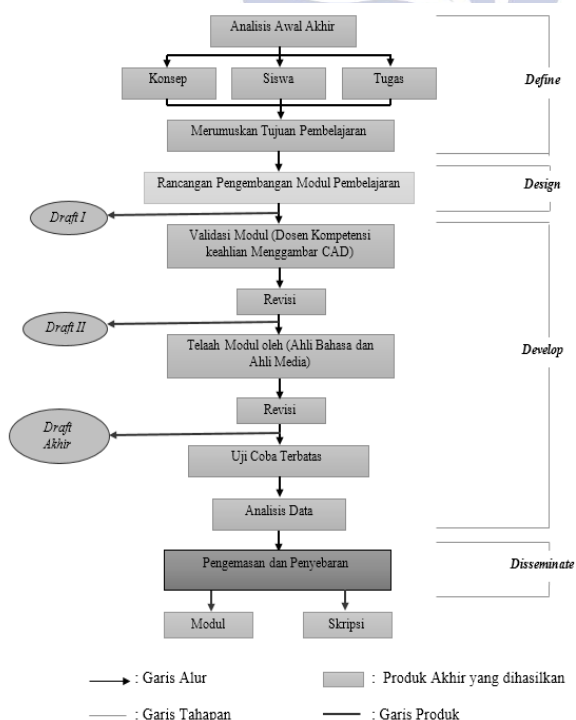 Analisis Awal Akhir
Konsep
Siswa
Tugas
Define
Merumuskan Tujuan Pembelajaran
Rancangan Pengembangan Modul Pembelajaran
Design
Draft I
Validasi Modul (Dosen Kompetensi
keahlian Menggambar CAD)
Revisi
Draft II
Telaah Modul oleh (Ahli Bahasa dan
Ahli Media)
Develop
Revisi
Draft
Akhir
Uji Coba Terbatas
Analisis Data
Pengemasan dan Penyebaran
Disseminate
Modul
Skripsi
: Garis Alur
: Produk Akhir yang dihasilkan
: Garis Tahapan
: Garis Produk